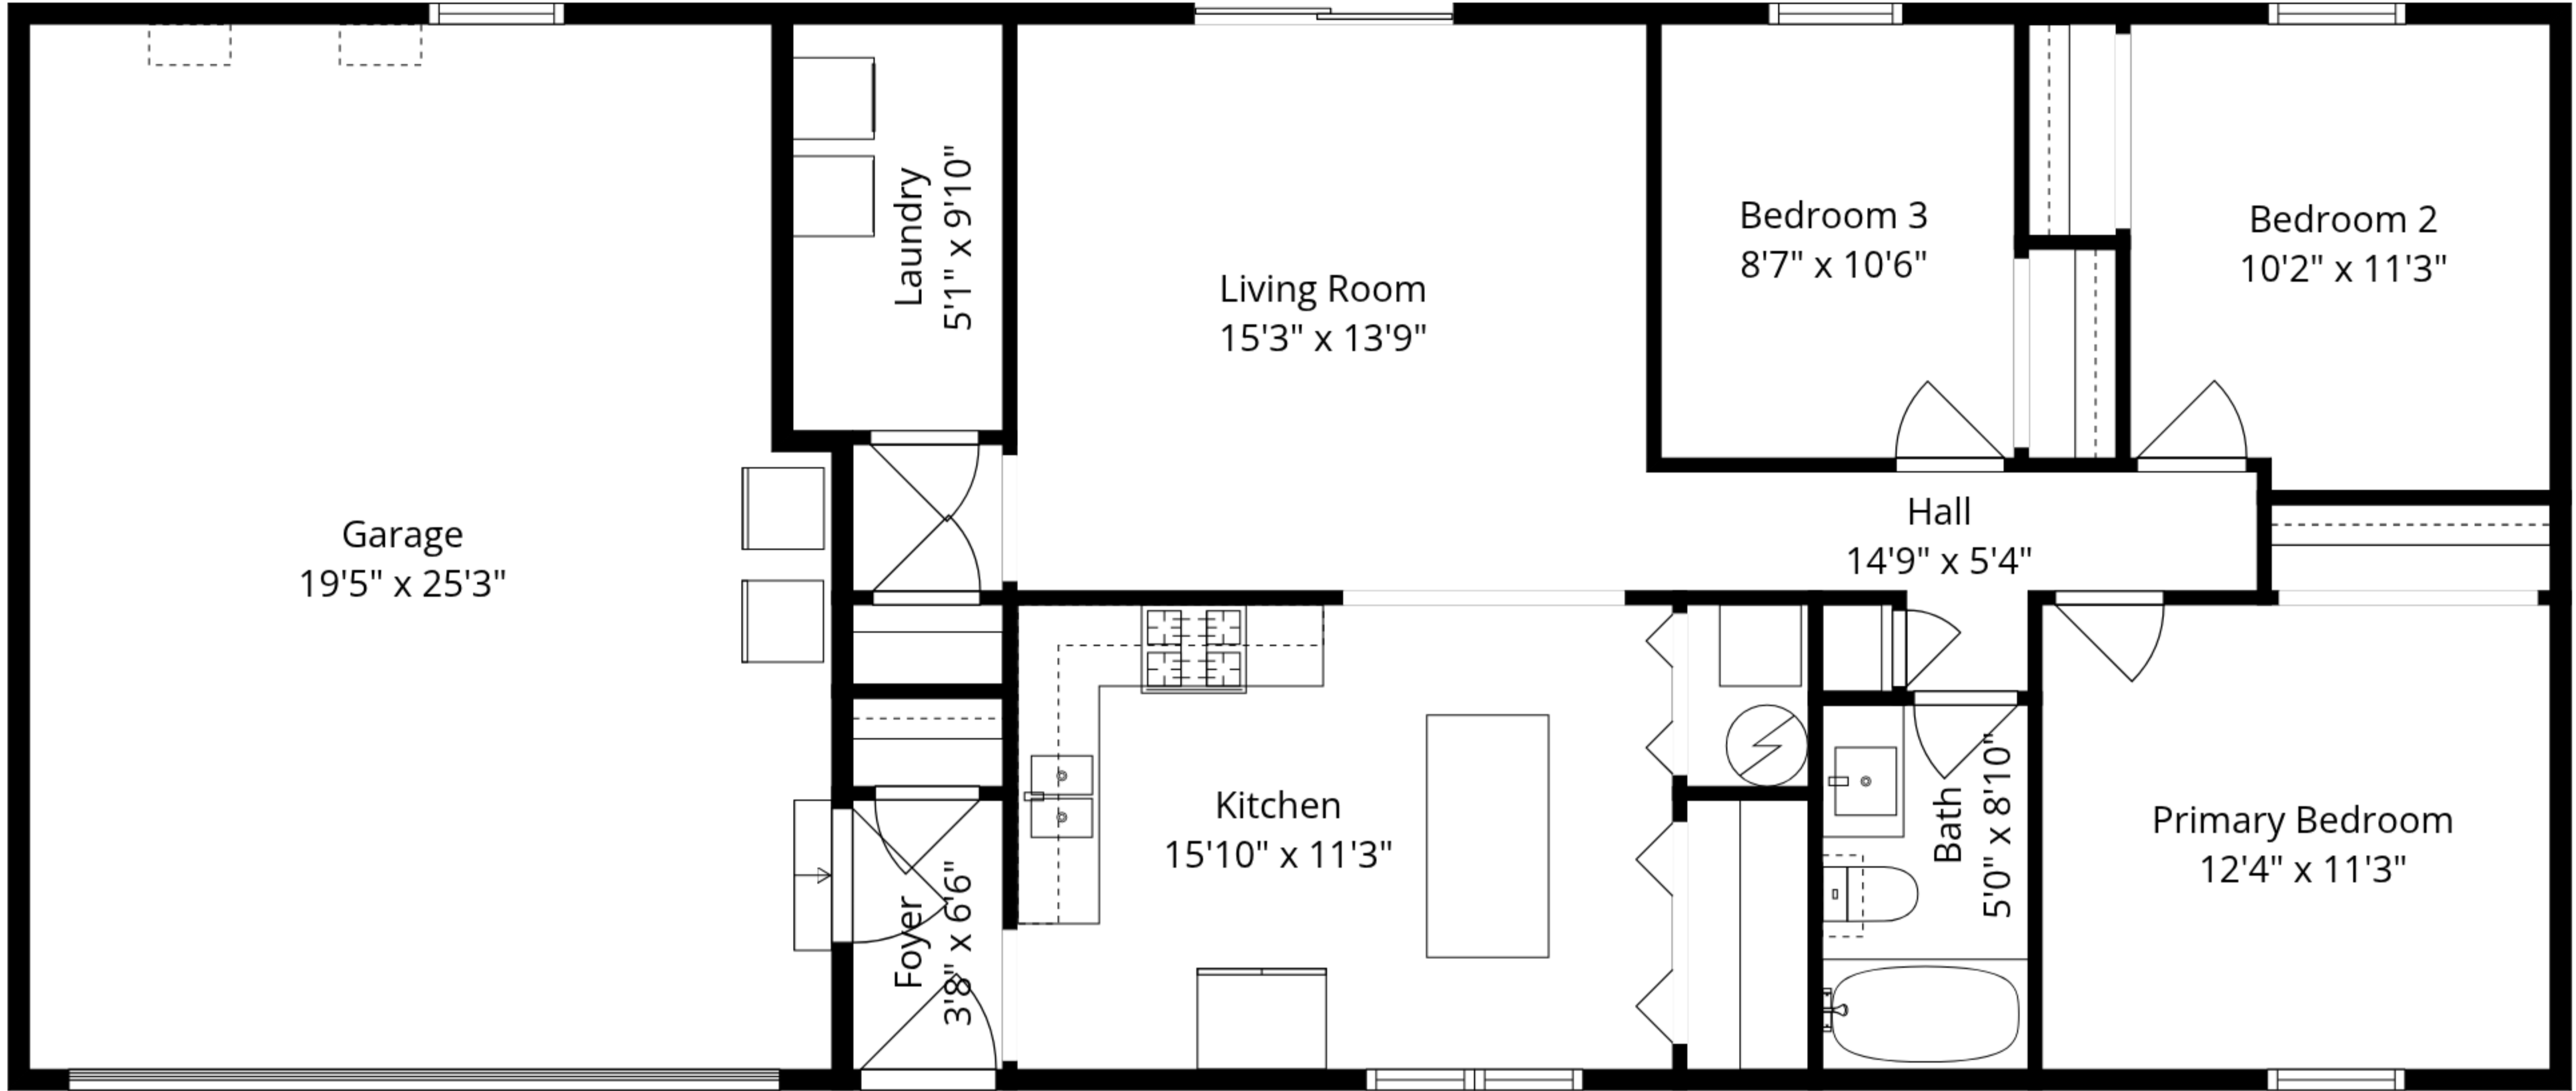 Laundry
5'1" x 9'10"
Living Room
15'3" x 13'9"
Bedroom 3
8'7" x 10'6"
Bedroom 2
10'2" x 11'3"
Garage
19'5" x 25'3"
Hall
14'9" x 5'4"
Foyer
3'8" x 6'6"
Kitchen
15'10" x 11'3"
Bath
5'0" x 8'10"
Primary Bedroom
12'4" x 11'3"